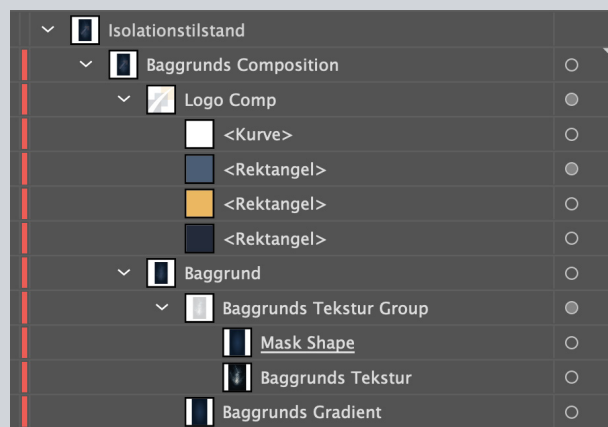 Isolationstilstand
Baggrunds Composition
Logo Comp
<Kurve>
<Rektangel>
<Rektangel>
<Rektangel>
Baggrund
Baggrunds Tekstur Group
Mask Shape
Baggrunds Tekstur
Baggrunds Gradient